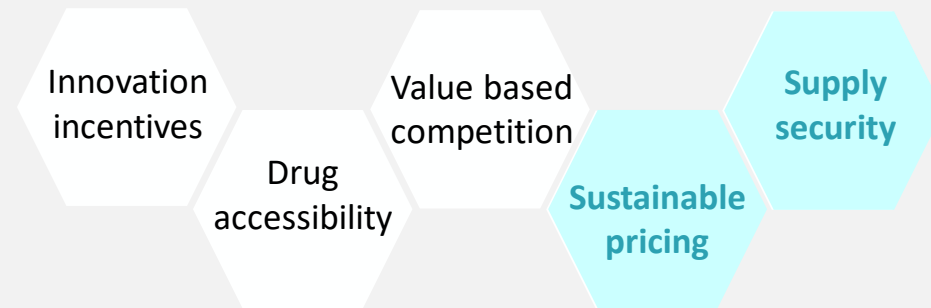 Innovation
incentives
Drug
accessibility
Value based
competition
Sustainable
pricing
Supply
security